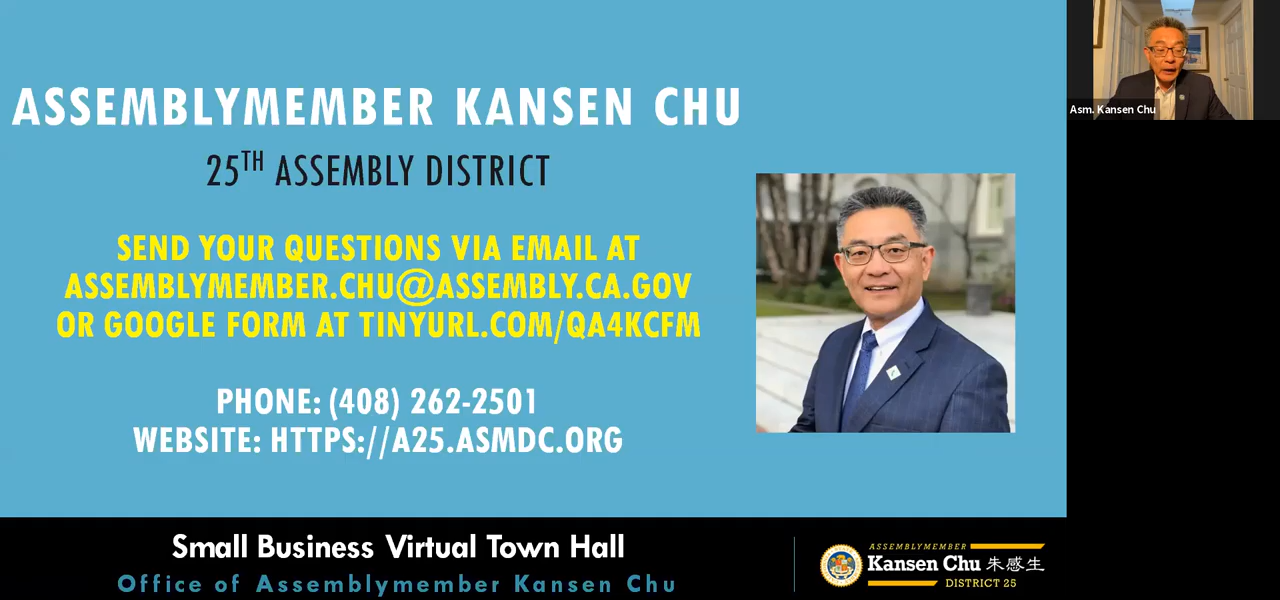 ASSEMBLYMEMBER KANSEN CHU
25TH ASSEMBLY DISTRICT
SEND YOUR QUESTIONS VIA EMAIL AT
ASSEMBLYMEMBER.CHU@ASSEMBLY.CA.GOV
OR GOOGLE FORM AT TINYURL.COM/QA4KCFM
PHONE: (408) 262-2501
WEBSITE: HTTPS://A25.ASMDC.ORG
Asm. Kansen Chu
Small Business Virtual Town Hall
Office of Assemblymember Kansen Chu
ASSEMBLYMEMBER
Kansen Chu 朱感生
DISTRICT 25